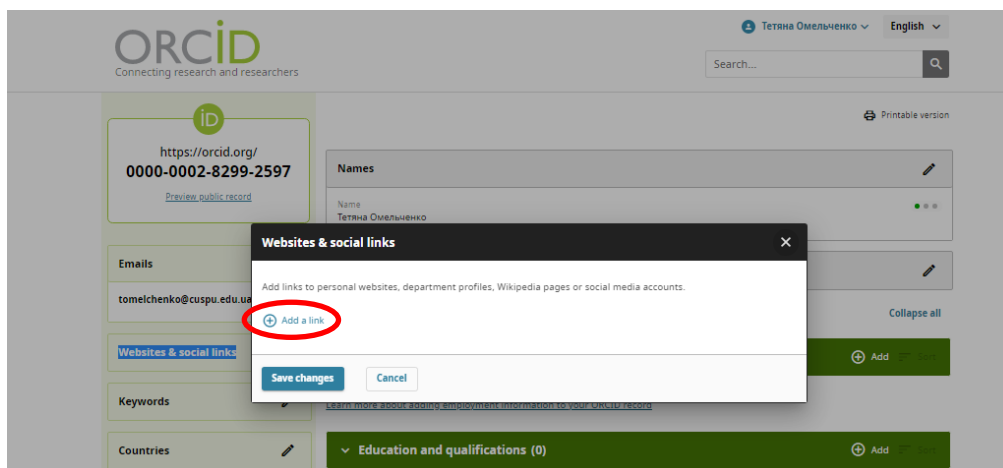 ORCID
Connecting research and researchers
Тетяна Омельченко
English
Search...
iD
https://orcid.org/
0000-0002-8299-2597
Preview public record
Printable version
Names
Name
Тетяна Омельченко
Emails
tomelchenko@cuspu.edu.ua
Websites & social links
Keywords
Countries
Websites & social links
Add links to personal websites, department profiles, Wikipedia pages or social media accounts.
Add a link
Save changes
Cancel
Collapse all
Add Sort
Learn more about adding employment information to your ORCID record
Education and qualifications (0)
Add Sort